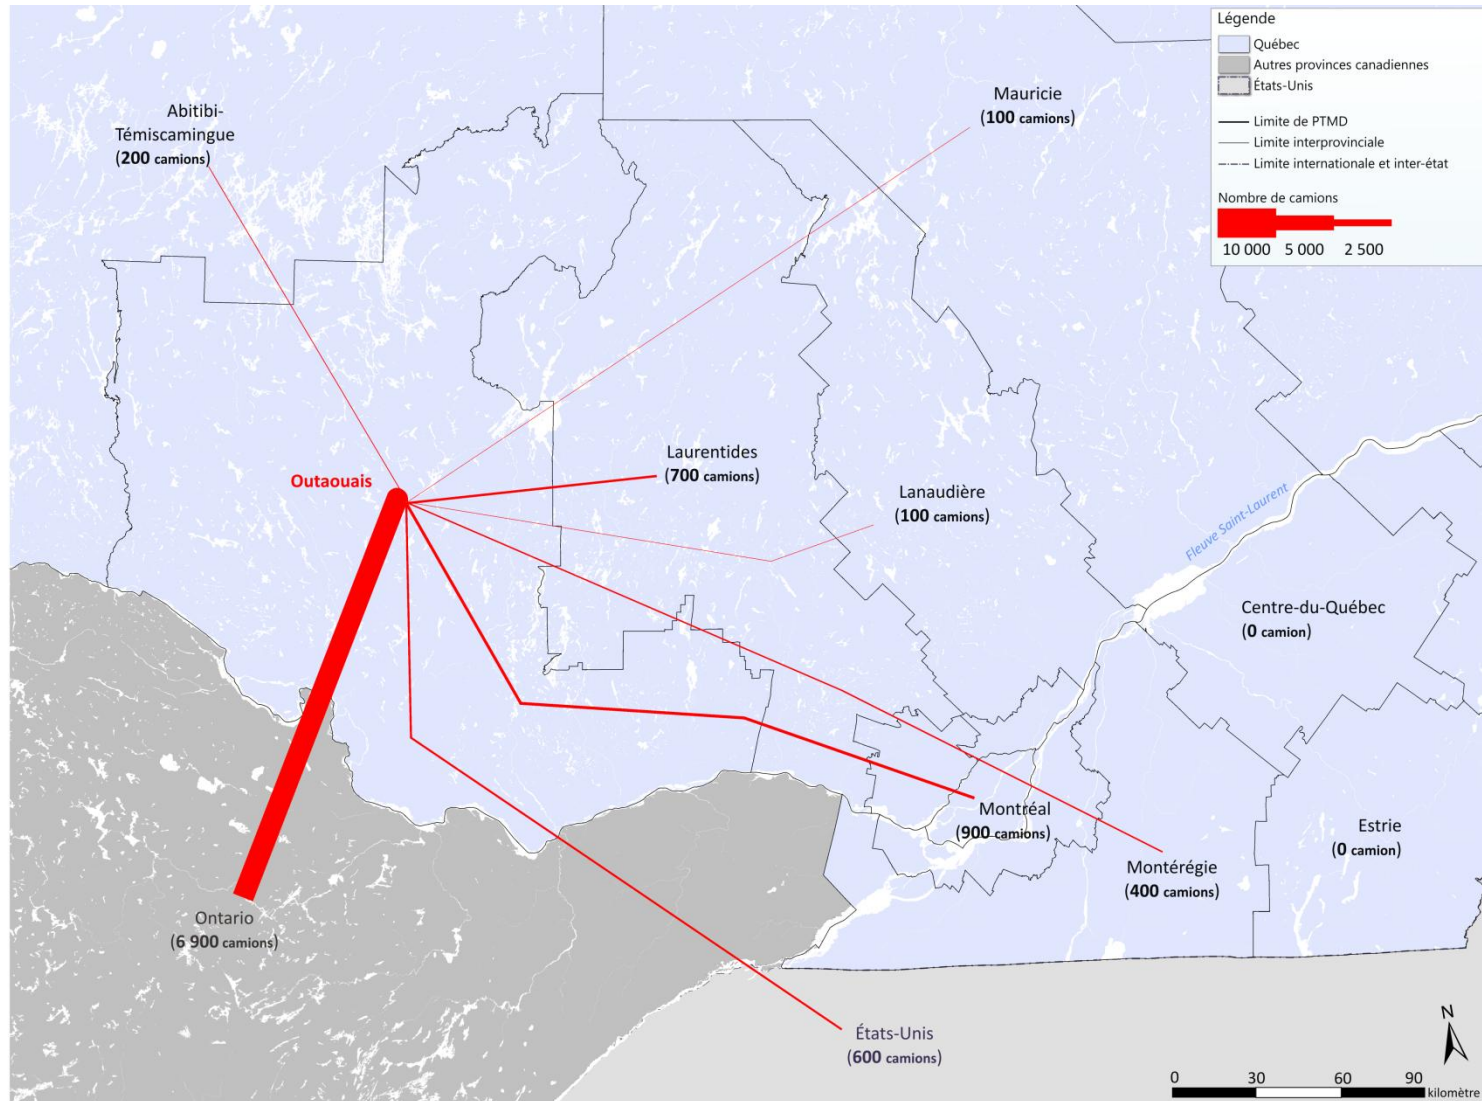 Légende
Québec
Autres provinces canadiennes
États-Unis
Limite de PTMD
Limite interprovinciale
Limite internationale et inter-état
Nombre de camions
10 000 5 000 2 500
Abitibi-
Témiscamingue
(200 camions)
Mauricie
(100 camions)
Outaouais
Laurentides
(700 camions)
Lanaudière
(100 camions)
Fleuve Saint-Laurent
Centre-du-Québec
(0 camion)
Montréal
(900 camions)
Estrie
(0 camion)
Montérégie
(400 camions)
Ontario
(6 900 camions)
États-Unis
(600 camions)
N
0 30 60 90
kilomètre